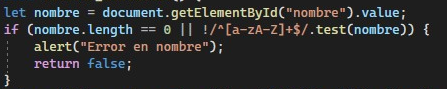 let nombre = document.getElementById("nombre").value;
if (nombre.length == 0 || !/^[a-zA-Z]+$/.test(nombre)) {
    alert("Error en nombre");
    return false;
}